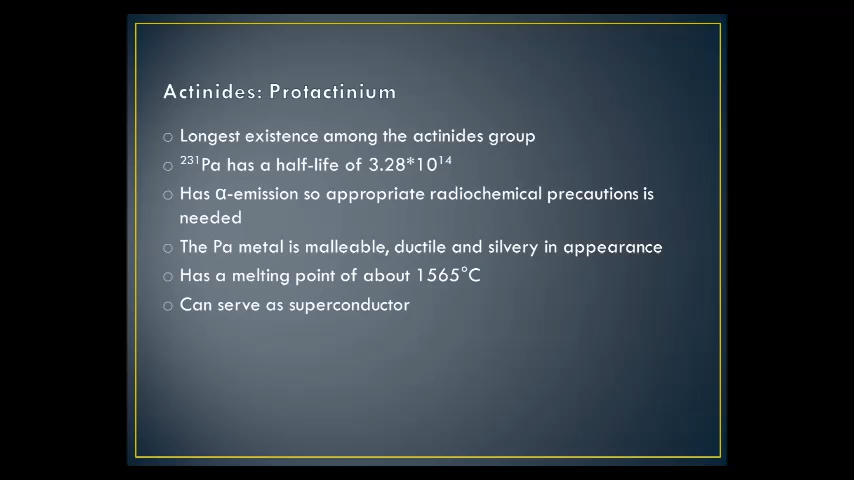 Actinides: Protactinium
○ Longest existence among the actinides group
○ ²³¹Pa has a half-life of 3.28*10¹⁴
○ Has α-emission so appropriate radiochemical precautions is
needed
○ The Pa metal is malleable, ductile and silvery in appearance
○ Has a melting point of about 1565°C
○ Can serve as superconductor